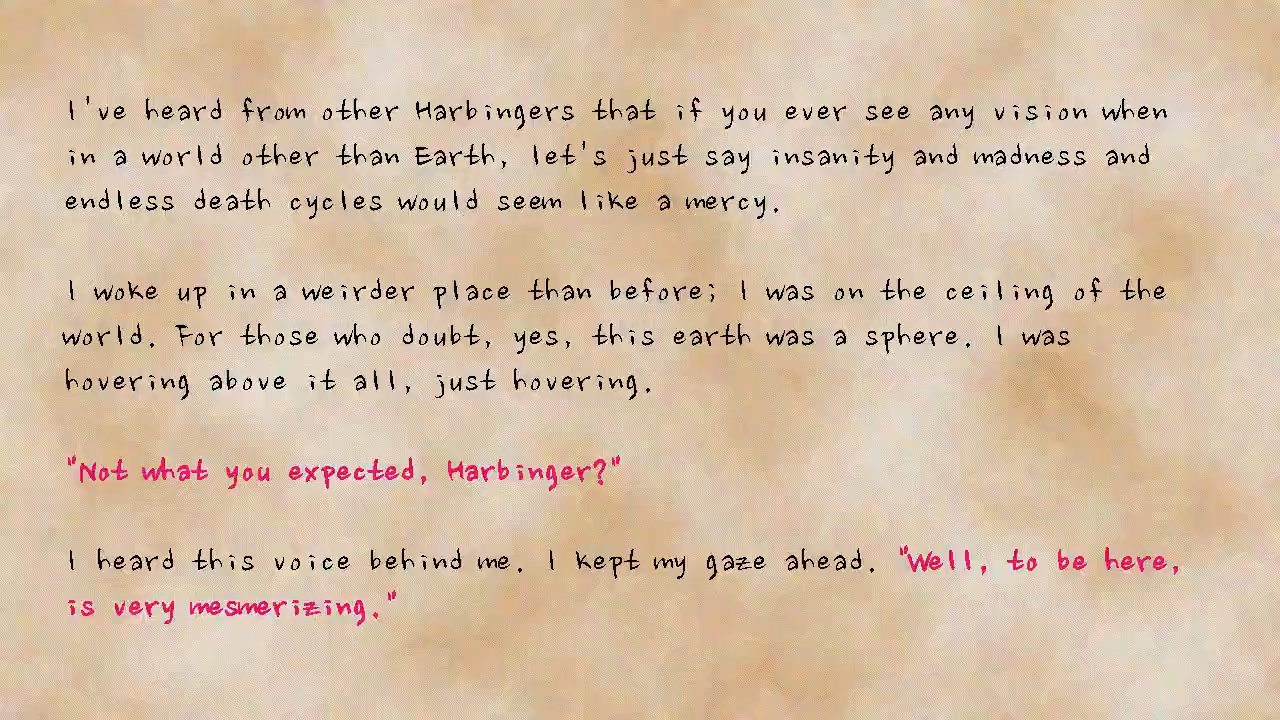 I've heard from other Harbingers that if you ever see any vision when
in a world other than Earth, let's just say insanity and madness and
endless death cycles would seem like a mercy.
I woke up in a weirder place than before; I was on the ceiling of the
world. For those who doubt, yes, this earth was a sphere. I was
hovering above it all, just hovering.
"Not what you expected, Harbinger?"
I heard this voice behind me. I kept my gaze ahead. "Well, to be here,
is very mesmerizing."